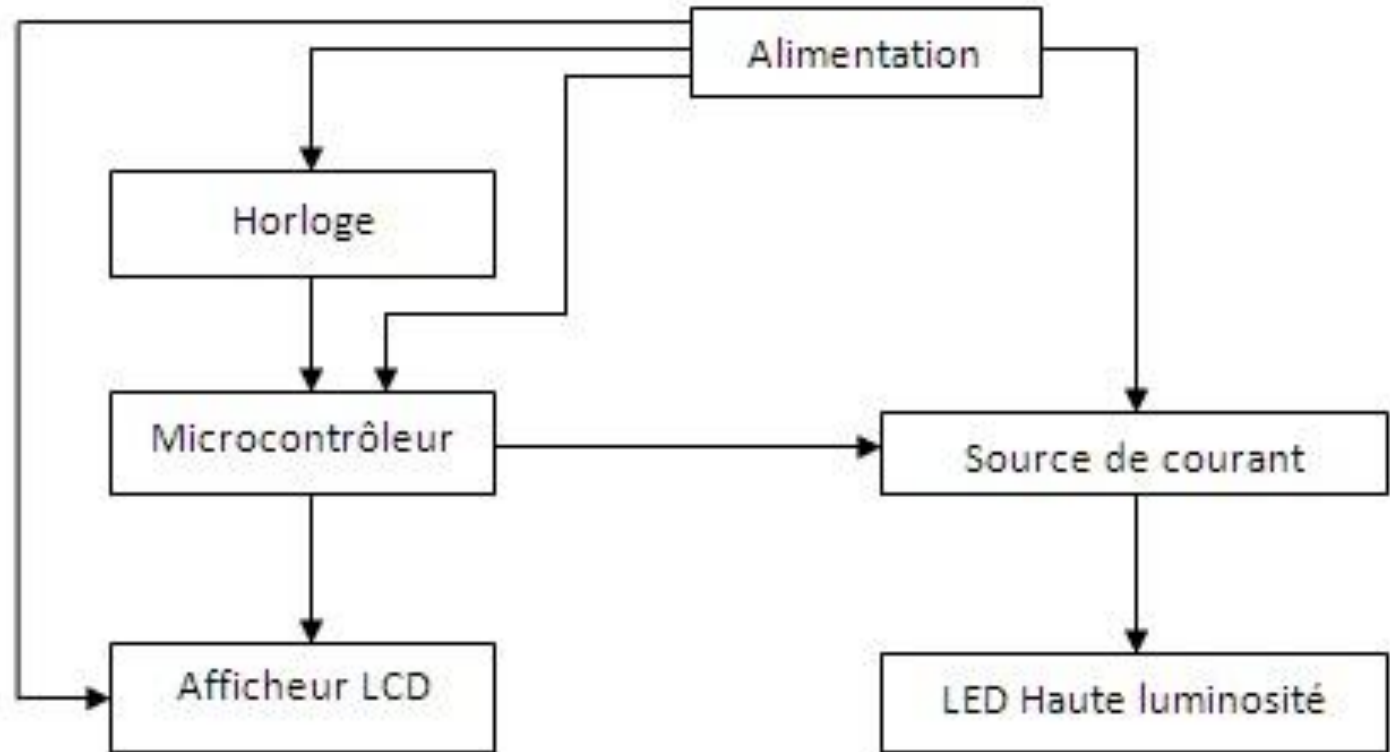 Alimentation
Horloge
Microcontrôleur
Source de courant
Afficheur LCD
LED Haute luminosité